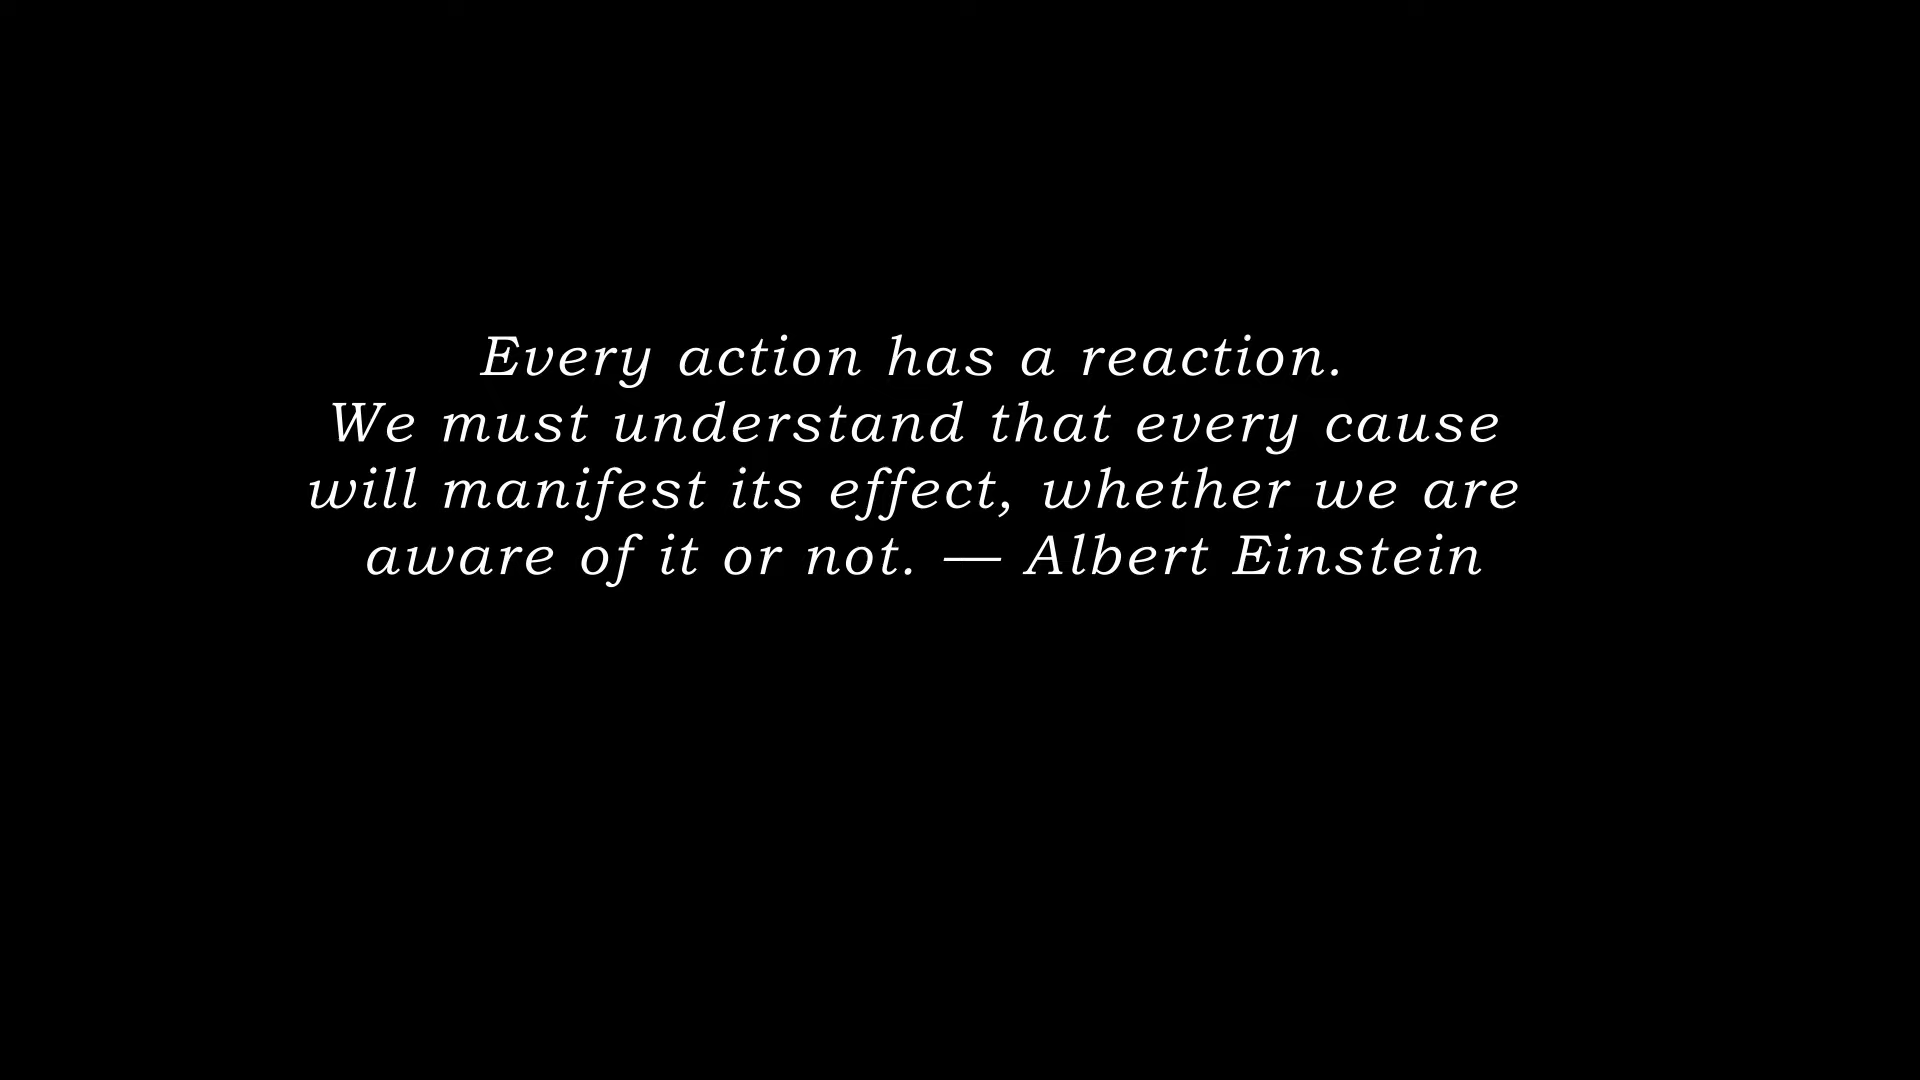 Every action has a reaction.
We must understand that every cause
will manifest its effect, whether we are
aware of it or not. — Albert Einstein